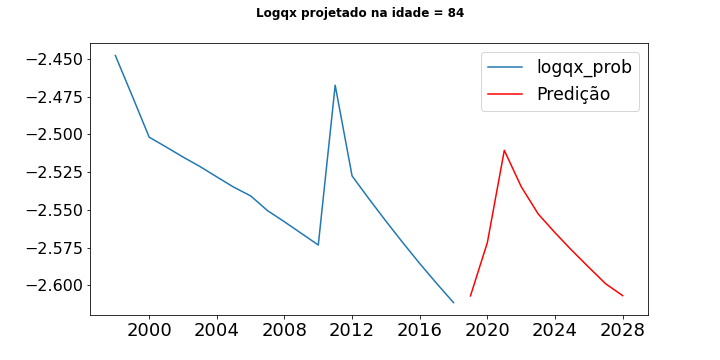 Logqx projetado na idade = 84
logqx_prob
Predição
−2.450
−2.475
−2.500
−2.525
−2.550
−2.575
−2.600
2000 2004 2008 2012 2016 2020 2024 2028